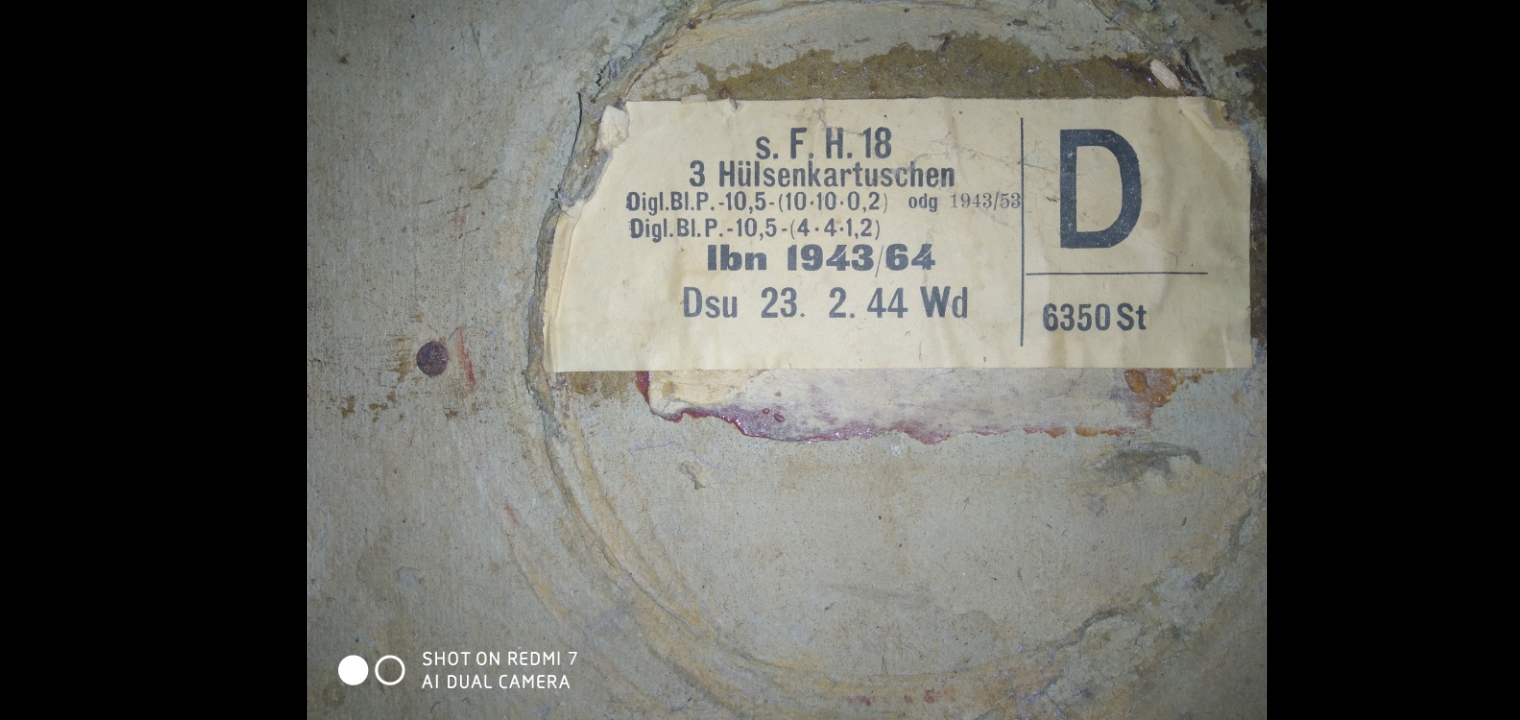 s. F. H. 18
3 Hülsenkartuschen
Digl.Bl.P.-10,5-(10·10·0,2) odg 1943/53
Digl.Bl.P.-10,5-(4·4·1,2)
lbn 1943/64
Dsu 23. 2. 44 Wd
D
6350 St
SHOT ON REDMI 7
AI DUAL CAMERA